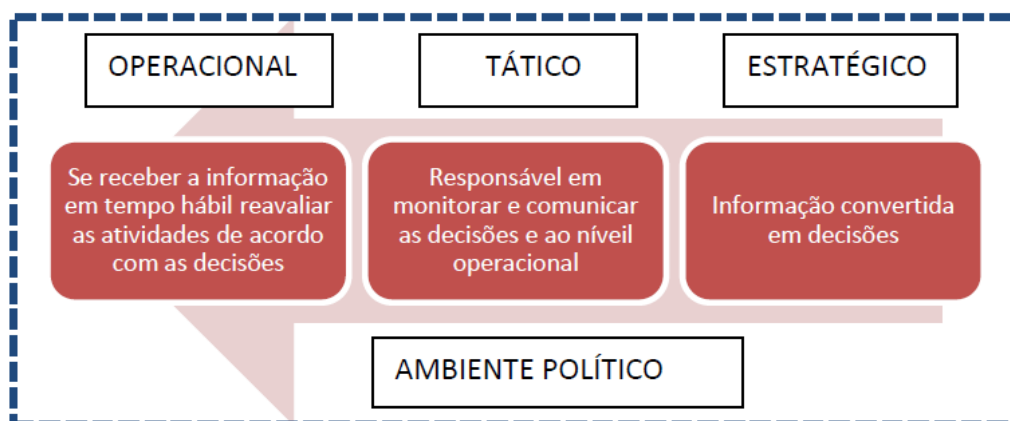 OPERACIONAL
TÁTICO
ESTRATÉGICO
Se receber a informação
em tempo hábil reavaliar
as atividades de acordo
com as decisões
Responsável em
monitorar e comunicar
as decisões e ao níveil
operacional
Informação convertida
em decisões
AMBIENTE POLÍTICO